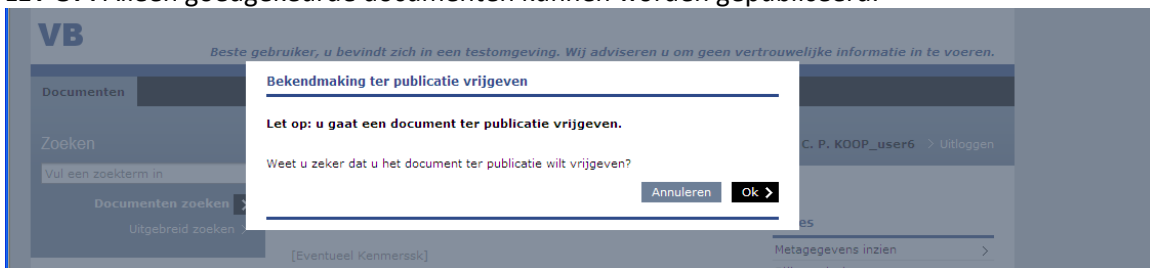 Alleen goedgekeurde documenten kunnen worden gepubliceerd.
VB
Beste gebruiker, u bevindt zich in een testomgeving. Wij adviseren u om geen vertrouwelijke informatie in te voeren.
Bekendmaking ter publicatie vrijgeven
Documenten
Let op: u gaat een document ter publicatie vrijgeven.
Zoeken
C. P. KOOP_user6 > Uitloggen
Weet u zeker dat u het document ter publicatie wilt vrijgeven?
Vul een zoekterm in
Annuleren Ok >
Documenten zoeken >
es
Uitgebreid zoeken >
[Eventueel Kenmerssk]
Metagegevens inzien >